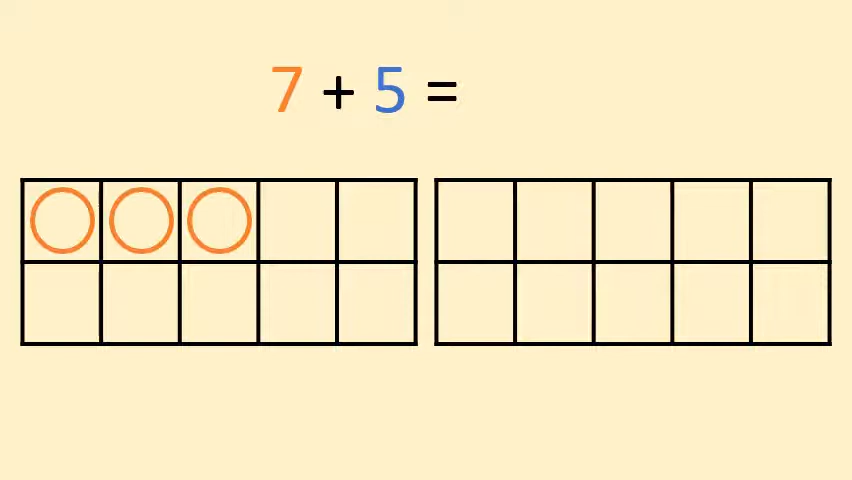 7 + 5 =